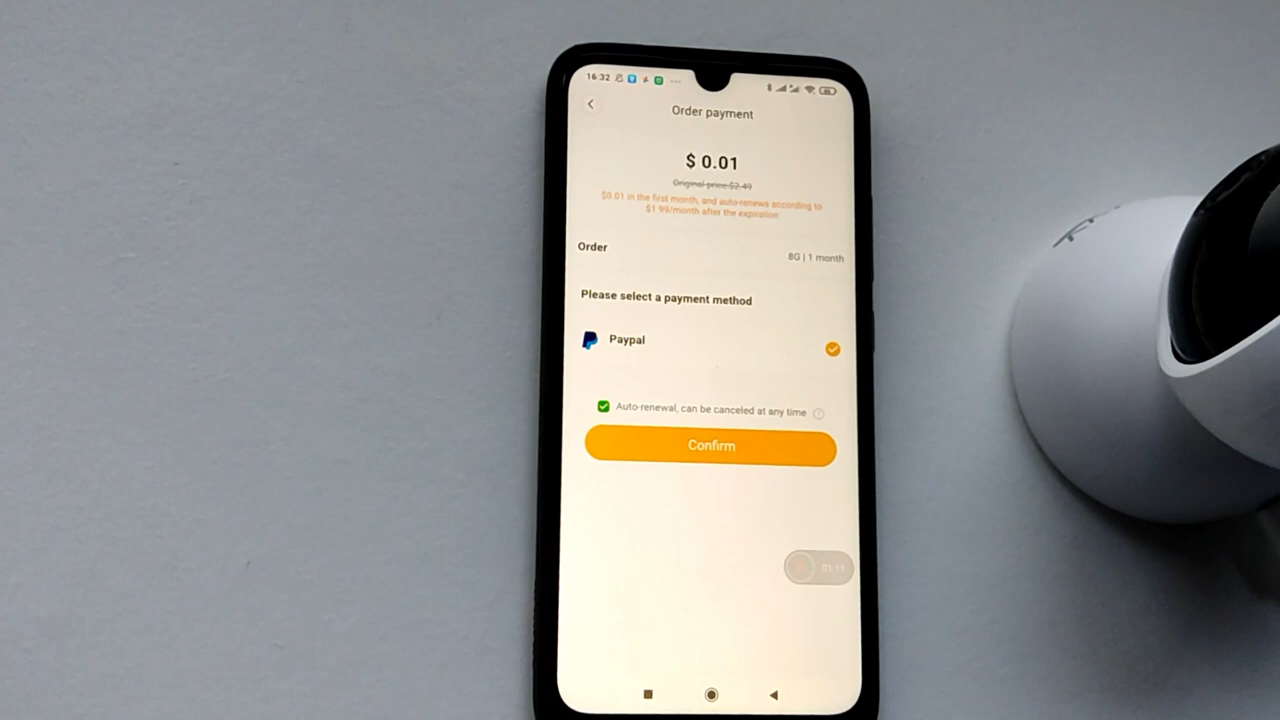 16:32
Order payment
$ 0.01
Original price:$2.49
$0.01 in the first month, and auto-renews according to
$1.99/month after the expiration
Order
8G | 1 month
Please select a payment method
Paypal
Auto-renewal, can be canceled at any time
Confirm
01:11